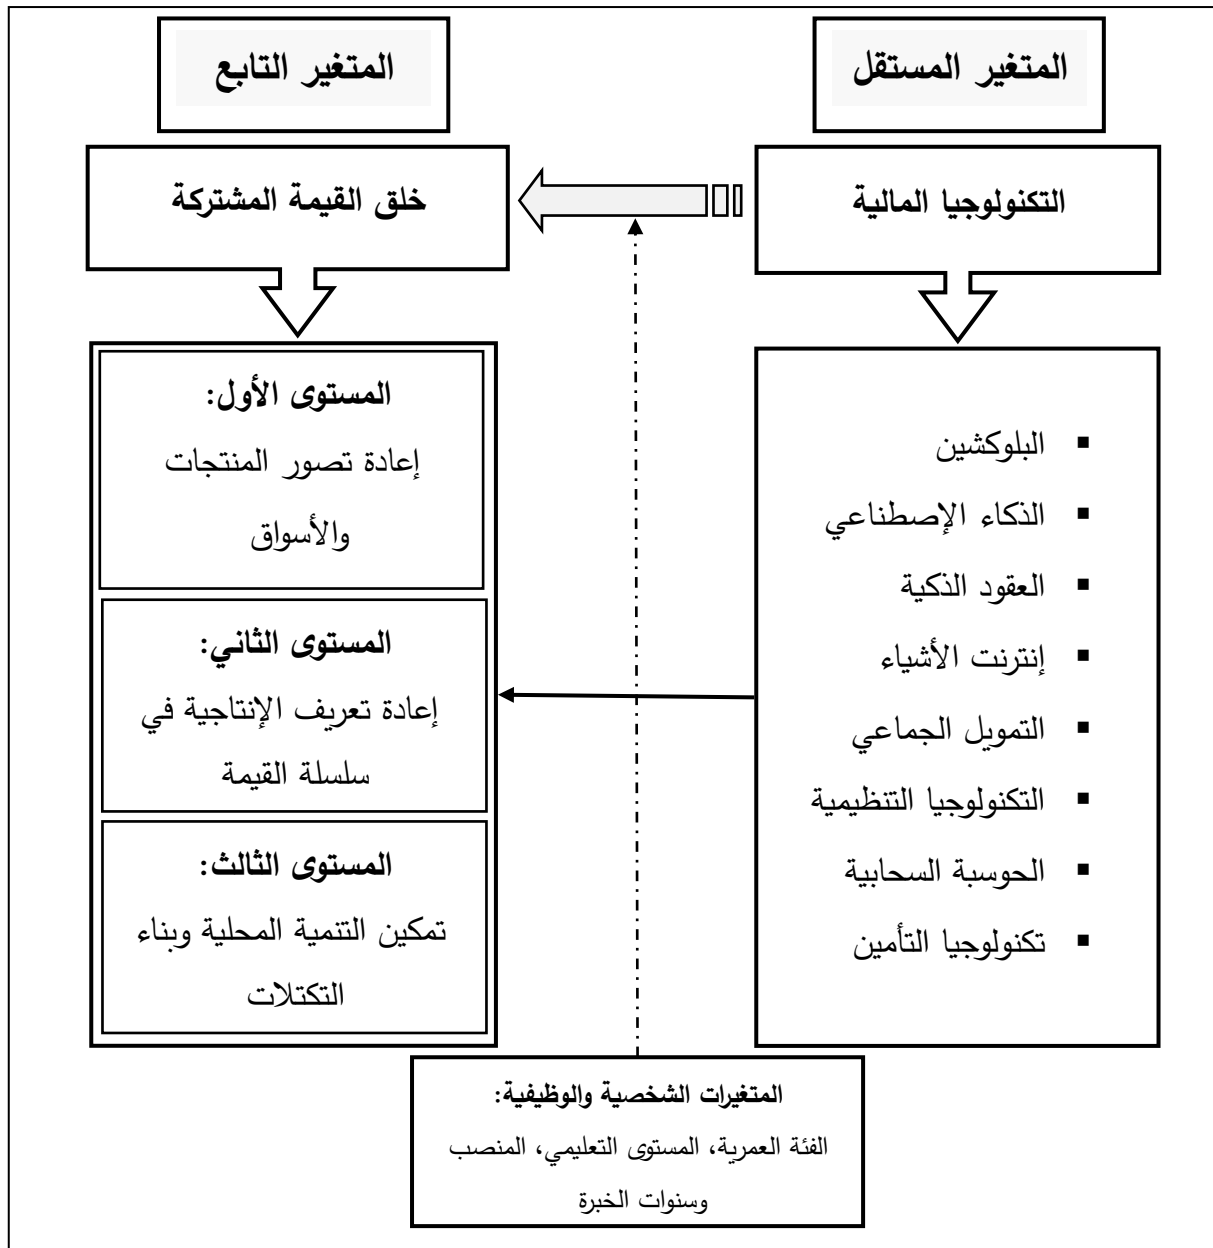 المتغير المستقل
المتغير التابع
التكنولوجيا المالية
خلق القيمة المشتركة
▪ البلوكشين
▪ الذكاء الإصطناعي
▪ العقود الذكية
▪ إنترنت الأشياء
▪ التمويل الجماعي
▪ التكنولوجيا التنظيمية
▪ الحوسبة السحابية
▪ تكنولوجيا التأمين
المستوى الأول:
إعادة تصور المنتجات
والأسواق
المستوى الثاني:
إعادة تعريف الإنتاجية في
سلسلة القيمة
المستوى الثالث:
تمكين التنمية المحلية وبناء
التكتلات
المتغيرات الشخصية والوظيفية:
الفئة العمرية، المستوى التعليمي، المنصب
وسنوات الخبرة